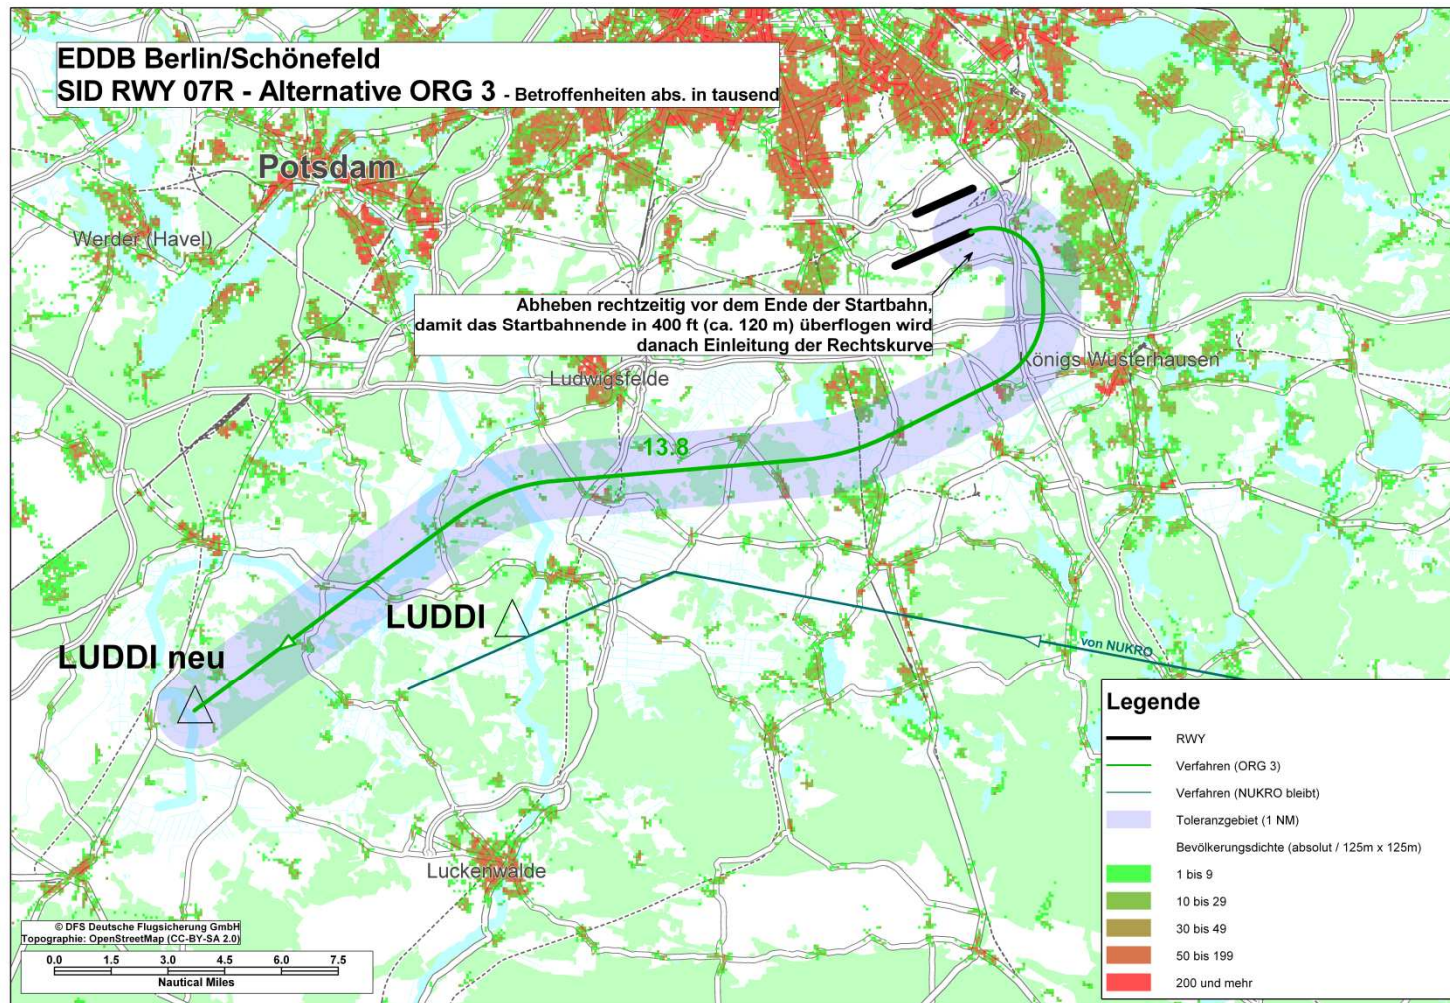 EDDB Berlin/Schönefeld
SID RWY 07R - Alternative ORG 3 - Betroffenheiten abs. in tausend
Potsdam
Werder (Havel)
Abheben rechtzeitig vor dem Ende der Startbahn,
damit das Startbahnende in 400 ft (ca. 120 m) überflogen wird
danach Einleitung der Rechtskurve
Königs Wusterhausen
Ludwigsfelde
13.8
LUDDI
LUDDI neu
von NUKRO
Luckenwalde
Legende
RWY
Verfahren (ORG 3)
Verfahren (NUKRO bleibt)
Toleranzgebiet (1 NM)
Bevölkerungsdichte (absolut / 125m x 125m)
1 bis 9
10 bis 29
30 bis 49
50 bis 199
200 und mehr
© DFS Deutsche Flugsicherung GmbH
Topographie: OpenStreetMap (CC-BY-SA 2.0)
0.0 1.5 3.0 4.5 6.0 7.5
Nautical Miles